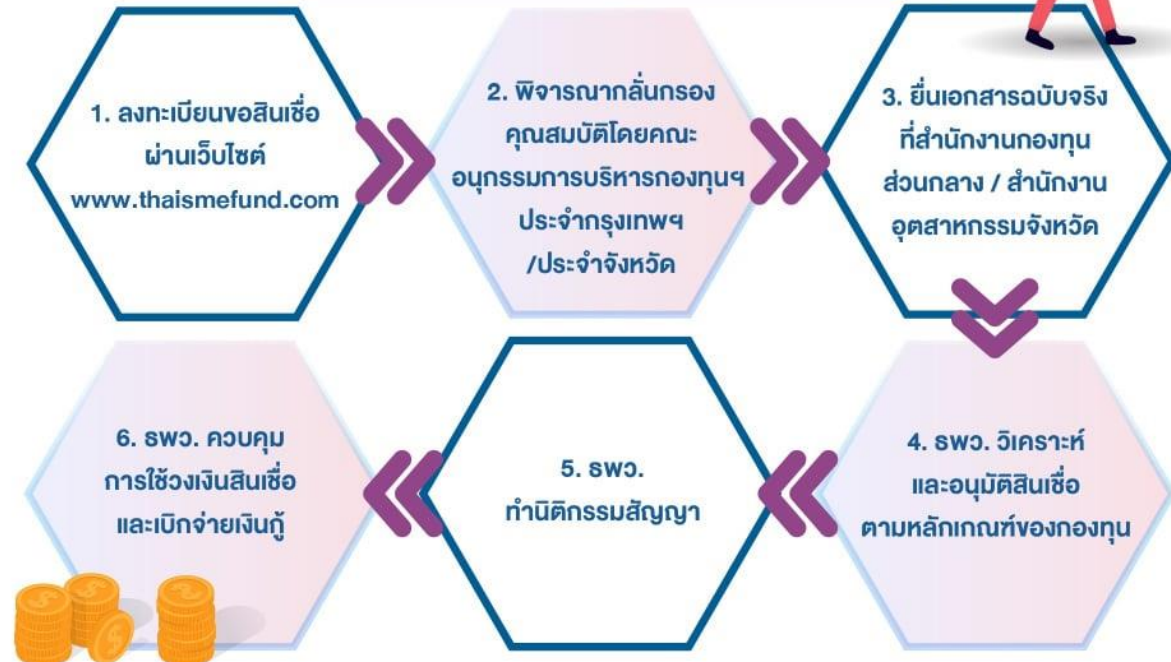 1. ลงทะเบียนขอสินเชื่อ
ผ่านเว็บไซต์
www.thaismefund.com
2. พิจารณากลั่นกรอง
คุณสมบัติโดยคณะ
อนุกรรมการบริหารกองทุนฯ
ประจำกรุงเทพฯ
/ประจำจังหวัด
3. ยื่นเอกสารฉบับจริง
ที่สำนักงานกองทุน
ส่วนกลาง / สำนักงาน
อุตสาหกรรมจังหวัด
4. ธพว. วิเคราะห์
และอนุมัติสินเชื่อ
ตามหลักเกณฑ์ของกองทุน
5. ธพว.
ทำนิติกรรมสัญญา
6. ธพว. ควบคุม
การใช้วงเงินสินเชื่อ
และเบิกจ่ายเงินกู้